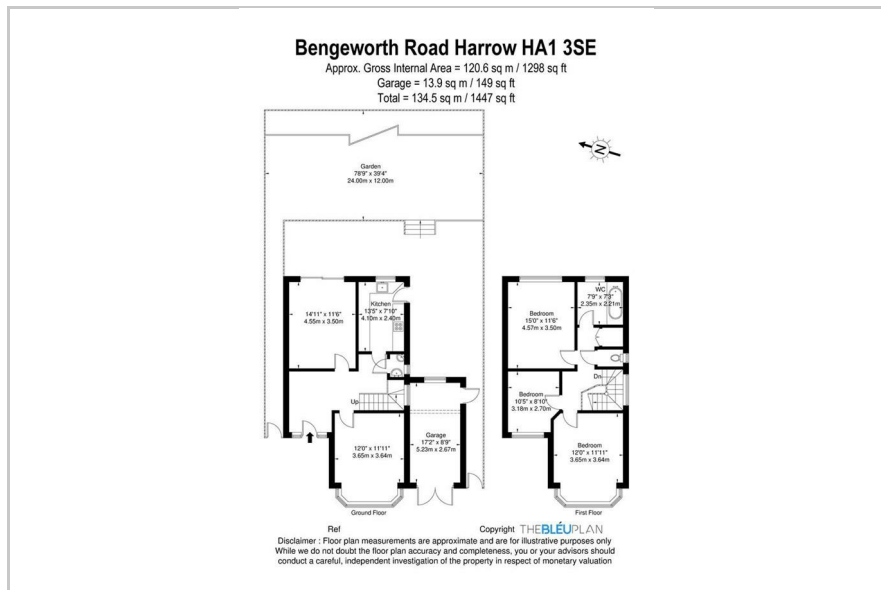 Bengeworth Road Harrow HA1 3SE
Approx. Gross Internal Area = 120.6 sq m / 1298 sq ft
Garage = 13.9 sq m / 149 sq ft
Total = 134.5 sq m / 1447 sq ft
N
Garden
78'9" x 39'4"
24.00m x 12.00m
14'11" x 11'6"
4.55m x 3.50m
Kitchen
13'5" x 7'10"
4.10m x 2.40m
Up
12'0" x 11'11"
3.65m x 3.64m
Garage
17'2" x 8'9"
5.23m x 2.67m
Ground Floor
WC
7'9" x 7'3"
2.35m x 2.21m
Bedroom
15'0" x 11'6"
4.57m x 3.50m
Dn
Bedroom
10'5" x 8'10"
3.18m x 2.70m
Bedroom
12'0" x 11'11"
3.65m x 3.64m
First Floor
Ref
Copyright THEBLÉUPLAN
Disclaimer : Floor plan measurements are approximate and are for illustrative purposes only
While we do not doubt the floor plan accuracy and completeness, you or your advisors should
conduct a careful, independent investigation of the property in respect of monetary valuation